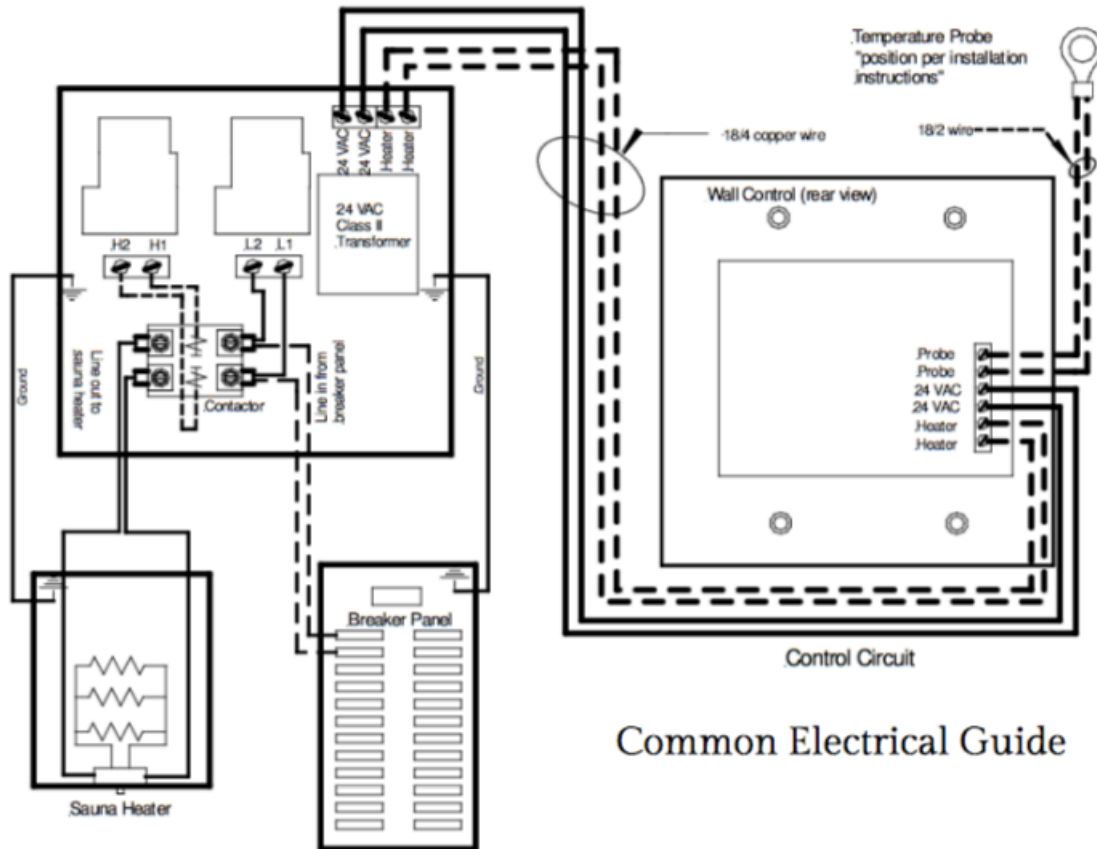 Temperature Probe
"position per installation
instructions"
18/4 copper wire
18/2 wire
24 VAC
24 VAC
Heater
Heater
Wall Control (rear view)
24 VAC
Class II
Transformer
H2
H1
L2
L1
Ground
Line out to
sauna heater
Contactor
Line in from
breaker panel
Ground
Probe
Probe
24 VAC
24 VAC
Heater
Heater
Breaker Panel
Control Circuit
Common Electrical Guide
Sauna Heater